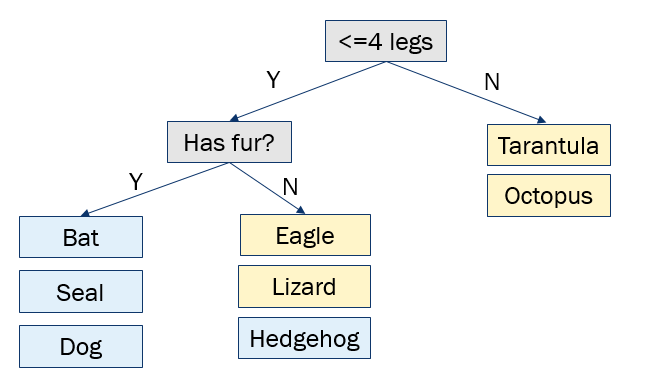 <=4 legs
Y
N
Has fur?
Tarantula
Octopus
Y
N
Bat
Eagle
Seal
Lizard
Dog
Hedgehog